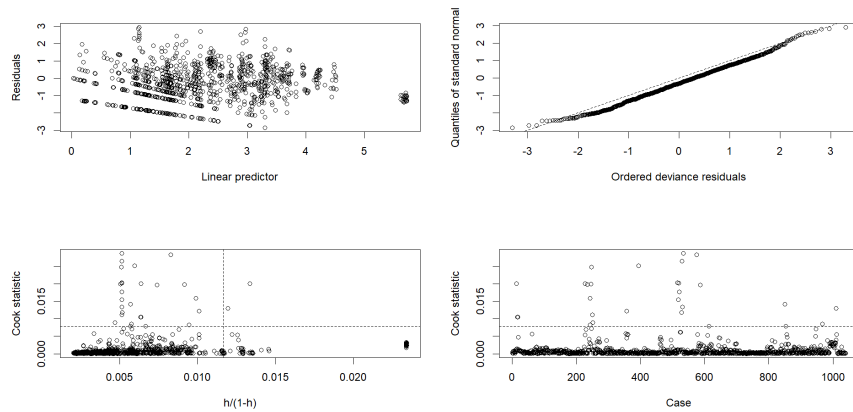 Residuals
3
2
1
0
-1
-3
0 1 2 3 4 5
Linear predictor
Quantiles of standard normal
3
2
1
0
-1
-3
-3 -2 -1 0 1 2 3
Ordered deviance residuals
Cook statistic
0.015
0.000
0.005 0.010 0.015 0.020
h/(1-h)
Cook statistic
0.015
0.000
0 200 400 600 800 1000
Case